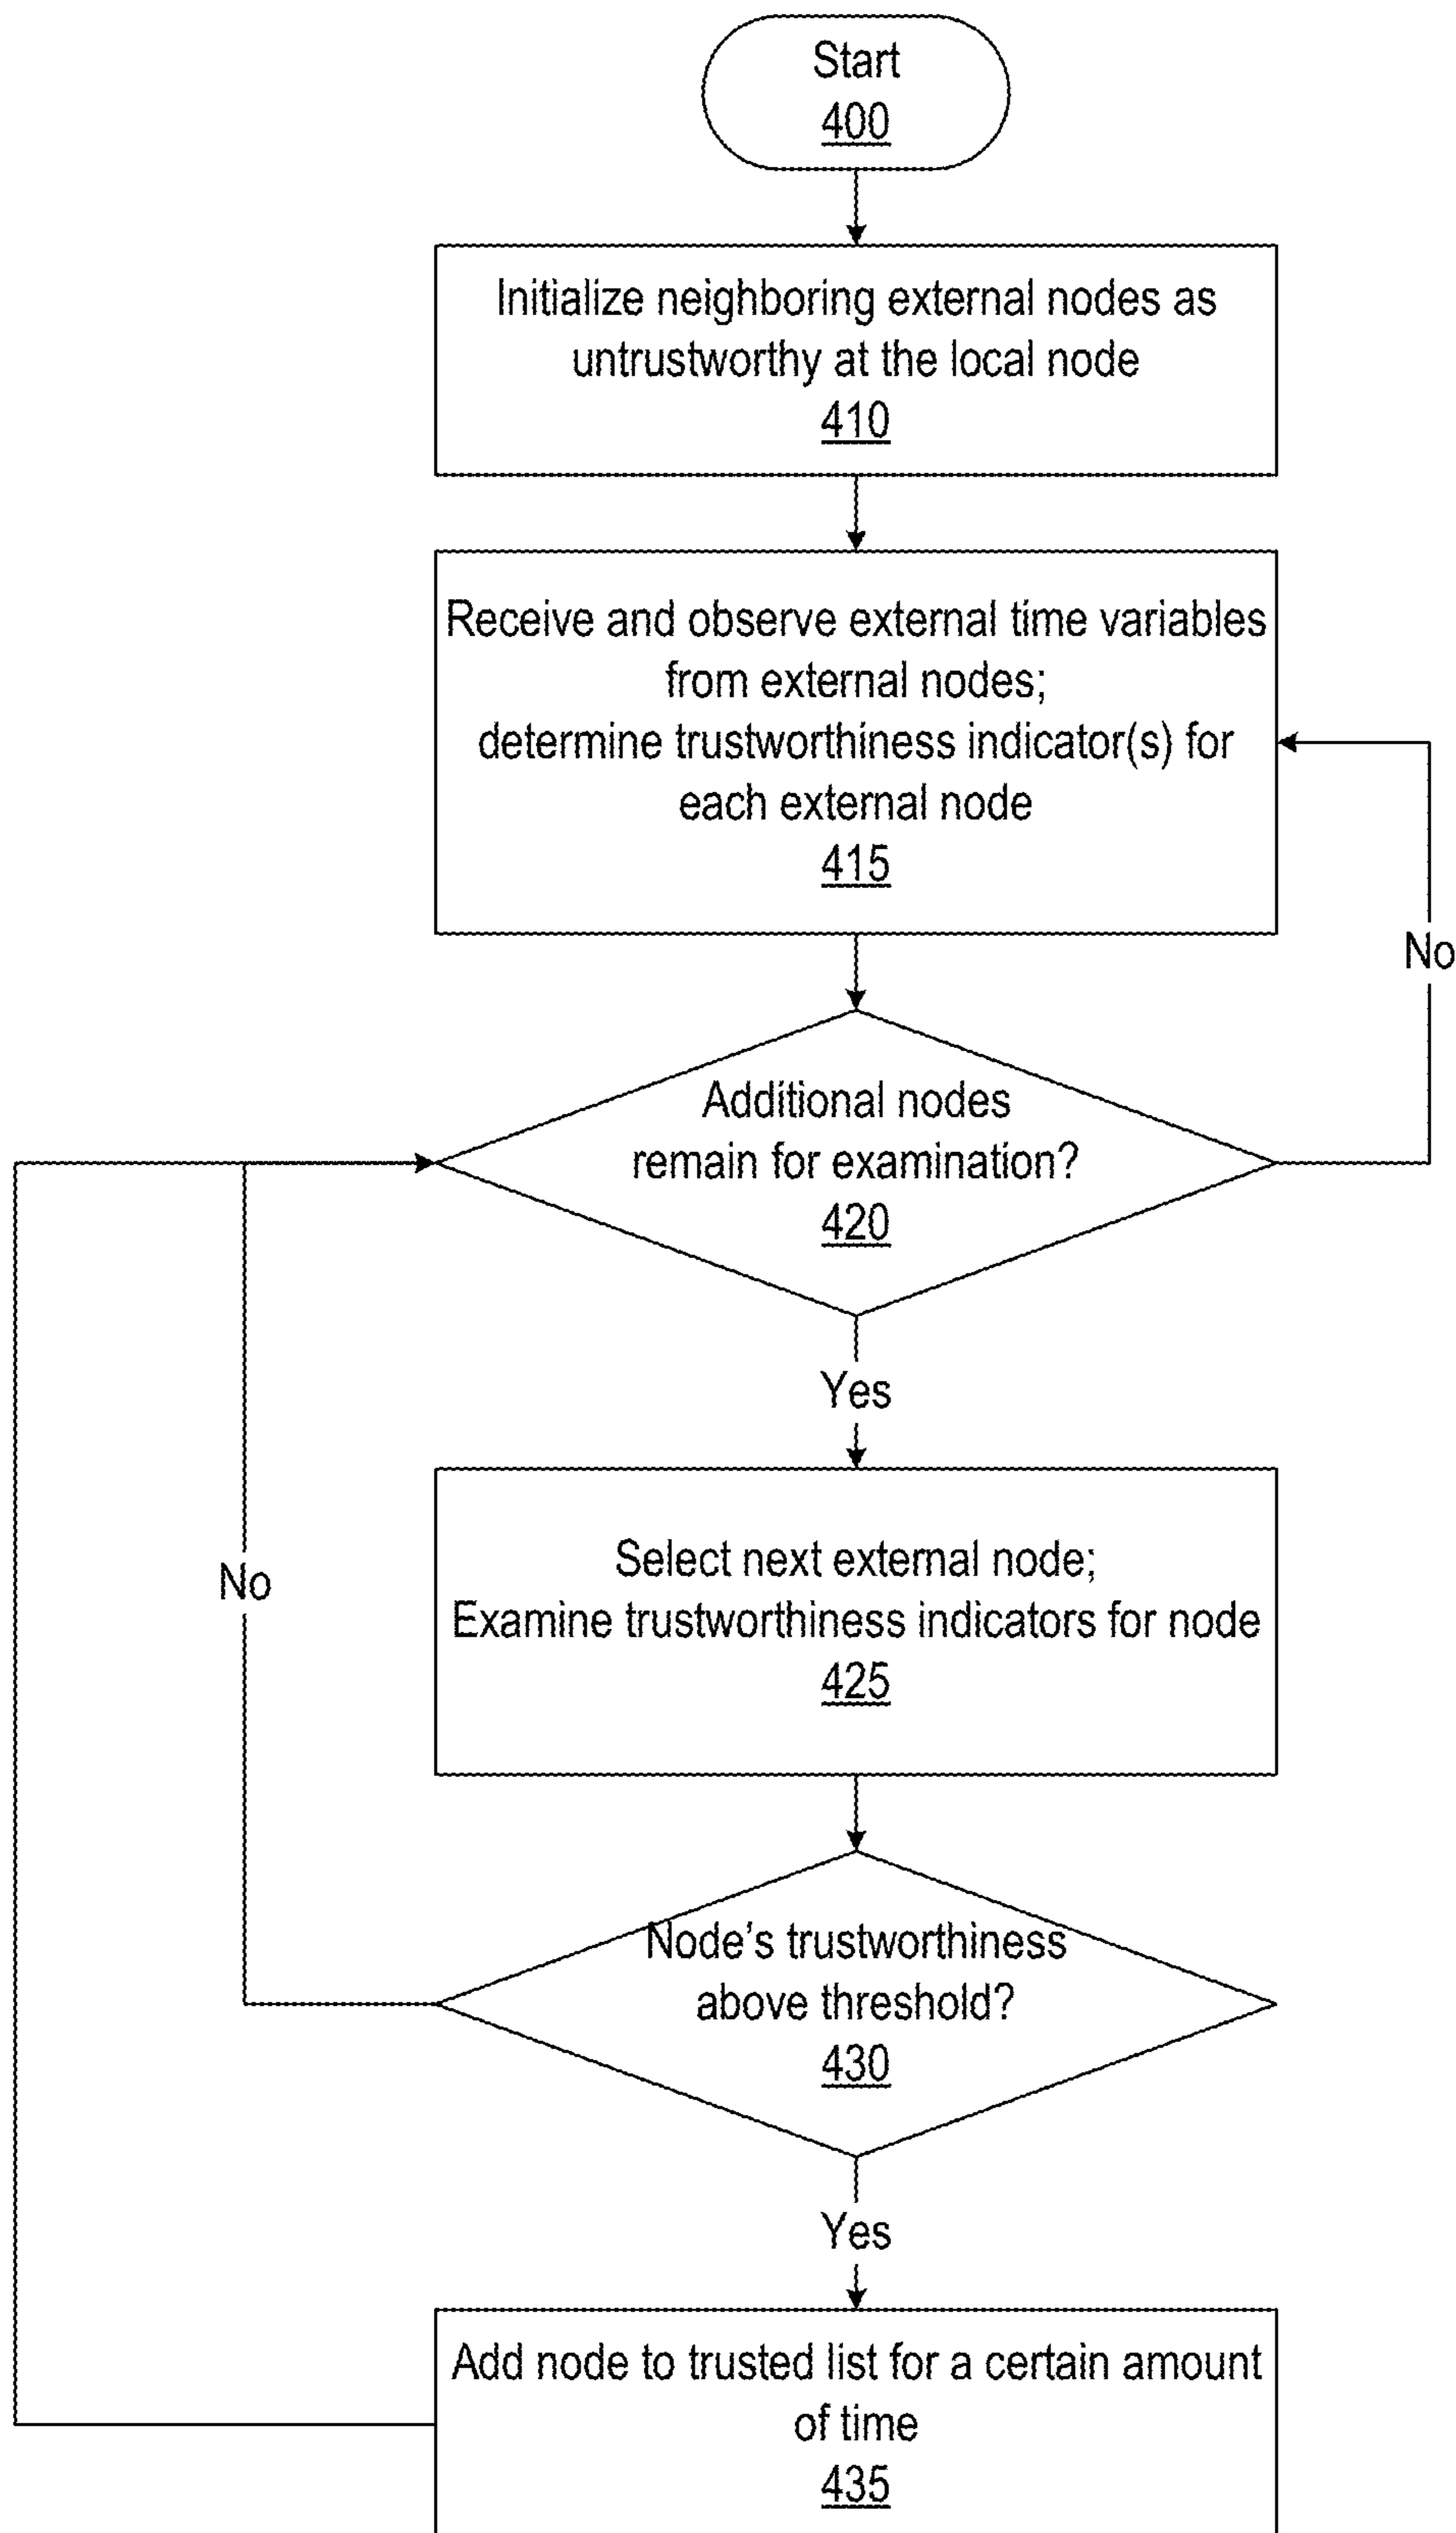 Start
400
Initialize neighboring external nodes as
untrustworthy at the local node
410
Receive and observe external time variables
from external nodes;
determine trustworthiness indicator(s) for
each external node
415
No
Additional nodes
remain for examination?
420
Yes
Select next external node;
Examine trustworthiness indicators for node
425
No
Node's trustworthiness
above threshold?
430
Yes
Add node to trusted list for a certain amount
of time
435